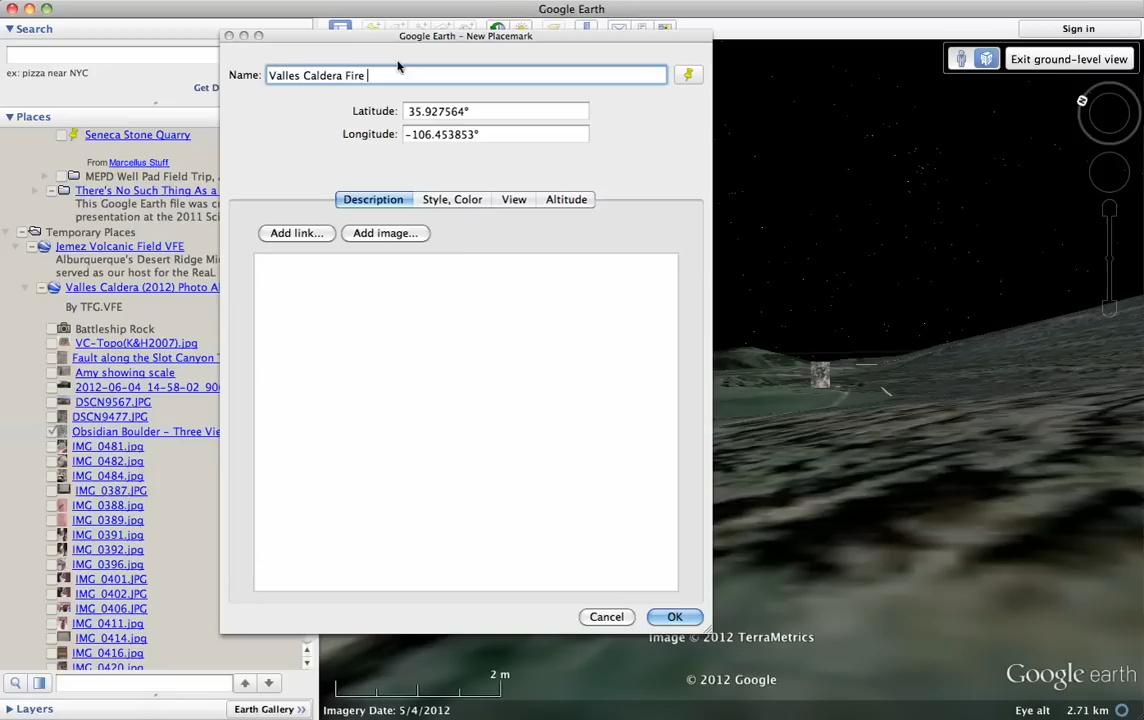 Google Earth
Search
Sign in
Google Earth - New Placemark
ex: pizza near NYC
Get D
Name: Valles Caldera Fire
Exit ground-level view
N
Places
Latitude: 35.927564°
Longitude: -106.453853°
Seneca Stone Quarry
From Marcellus Stuff
MEPD Well Pad Field Trip,
There's No Such Thing As a
This Google Earth file was cr
presentation at the 2011 Sci
Description
Style, Color
View
Altitude
Add link...
Add image...
Temporary Places
Jemez Volcanic Field VFE
Alburquerque's Desert Ridge Mi
served as our host for the ReaL
Valles Caldera (2012) Photo Al
By TFG.VFE
Battleship Rock
VC-Topo(K&H2007).jpg
Fault along the Slot Canyon
Amy showing scale
2012-06-04_14-58-02_90
DSCN9567.JPG
DSCN9477.JPG
Obsidian Boulder - Three Vie
IMG_0481.jpg
IMG_0482.jpg
IMG_0484.jpg
IMG_0387.JPG
IMG_0388.JPG
IMG_0389.jpg
IMG_0391.jpg
IMG_0392.jpg
IMG_0396.jpg
IMG_0401.JPG
IMG_0402.JPG
IMG_0406.JPG
IMG_0411.jpg
IMG_0414.jpg
IMG_0416.jpg
IMG_0420.jpg
Cancel
OK
Image © 2012 TerraMetrics
2 m
© 2012 Google
Google earth
Layers
Earth Gallery >>
Imagery Date: 5/4/2012
Eye alt 2.71 km